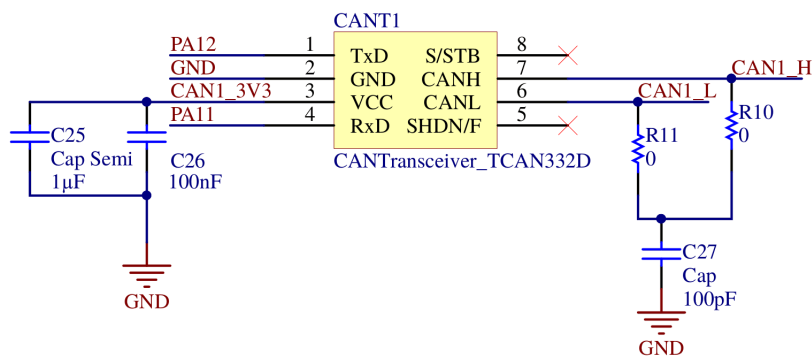 CANT1
PA12
1
TxD
S/STB
8
GND
2
GND
CANH
7
CAN1_H
CAN1_3V3
3
VCC
CANL
6
CAN1_L
PA11
4
RxD
SHDN/F
5
CANTransceiver_TCAN332D
C25
Cap Semi
1µF
C26
100nF
R11
0
R10
0
C27
Cap
100pF
GND
GND